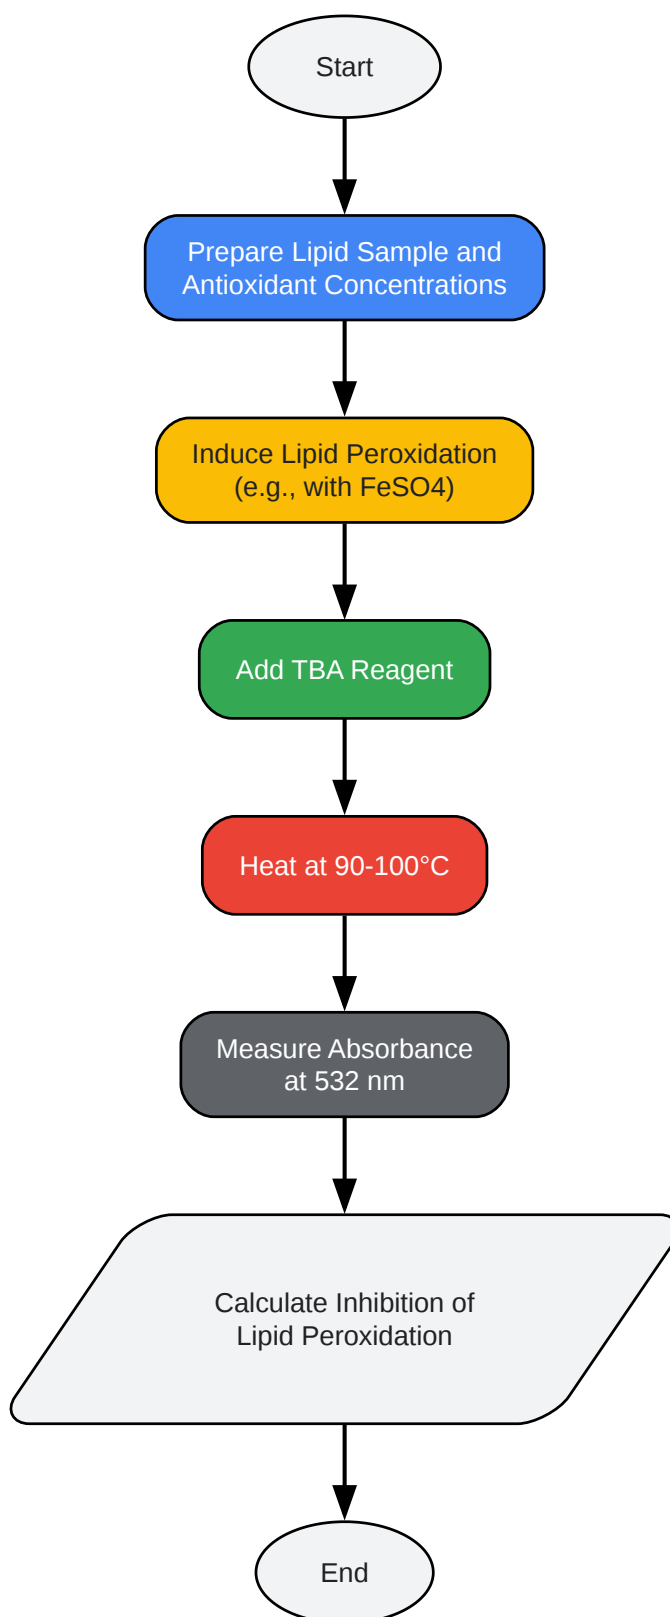 Start
Prepare Lipid Sample and
Antioxidant Concentrations
Induce Lipid Peroxidation
(e.g., with FeSO4)
Add TBA Reagent
Heat at 90-100°C
Measure Absorbance
at 532 nm
Calculate Inhibition of
Lipid Peroxidation
End